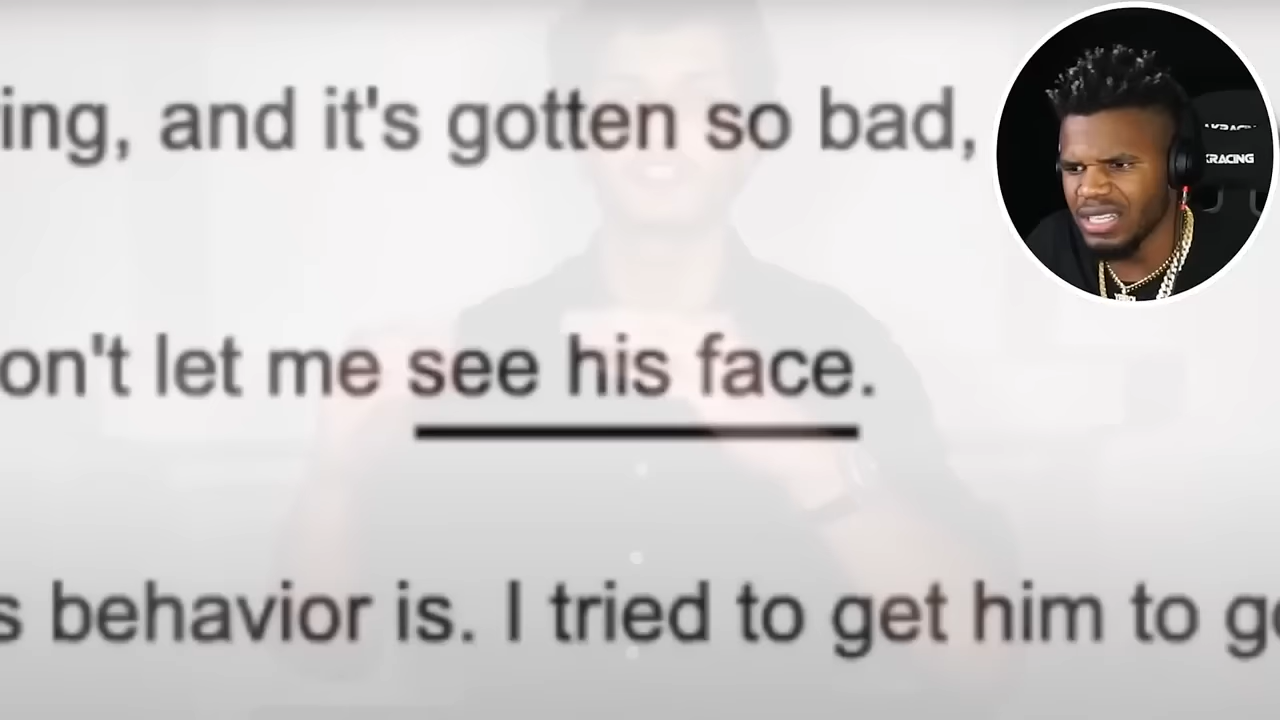 ing, and it's gotten so bad,
on't let me see his face.
s behavior is. I tried to get him to g
AKRACING